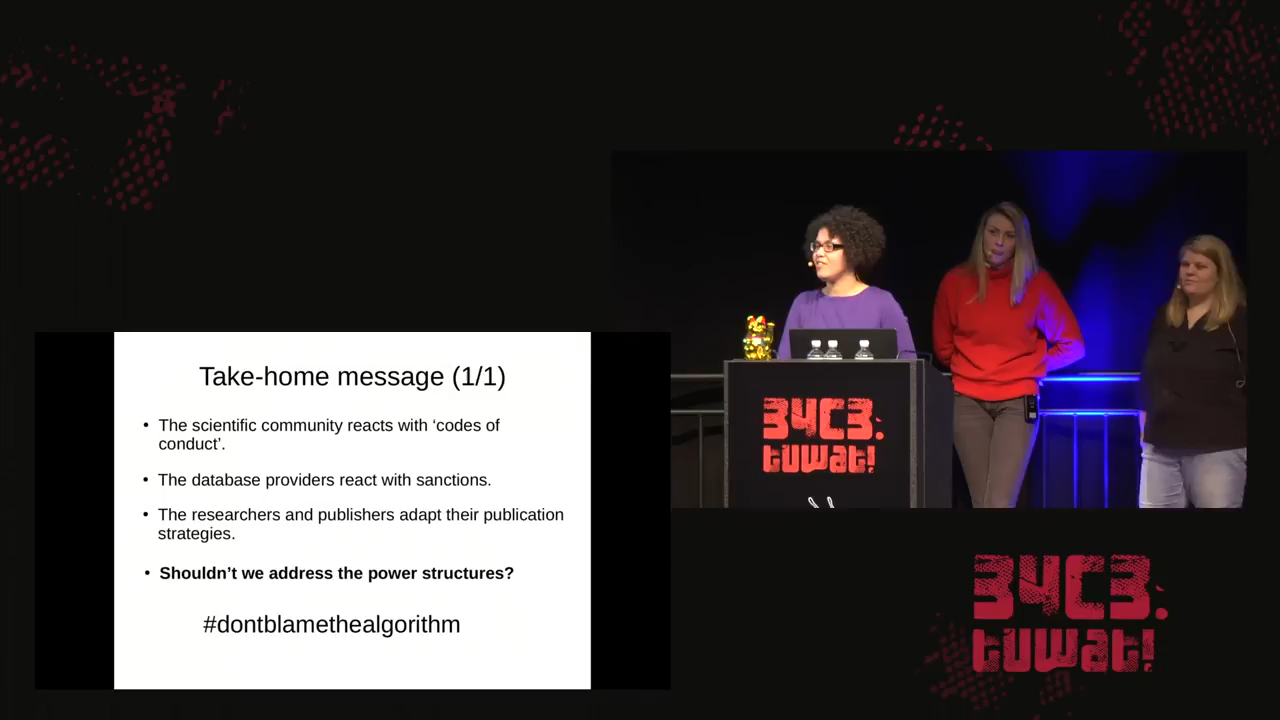 Take-home message (1/1)
• The scientific community reacts with ‘codes of
conduct’.
• The database providers react with sanctions.
• The researchers and publishers adapt their publication
strategies.
• Shouldn’t we address the power structures?
#dontblamethealgorithm
34C3.
tuwat!
34C3.
tuwat!